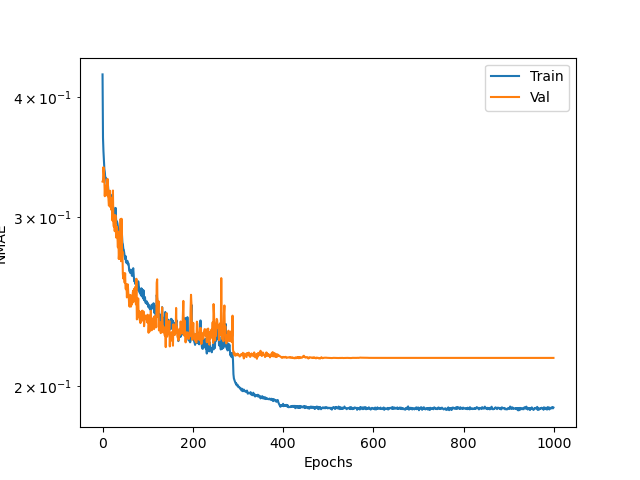 Train
Val
4 × 10⁻¹
3 × 10⁻¹
2 × 10⁻¹
NMAE
0 200 400 600 800 1000
Epochs